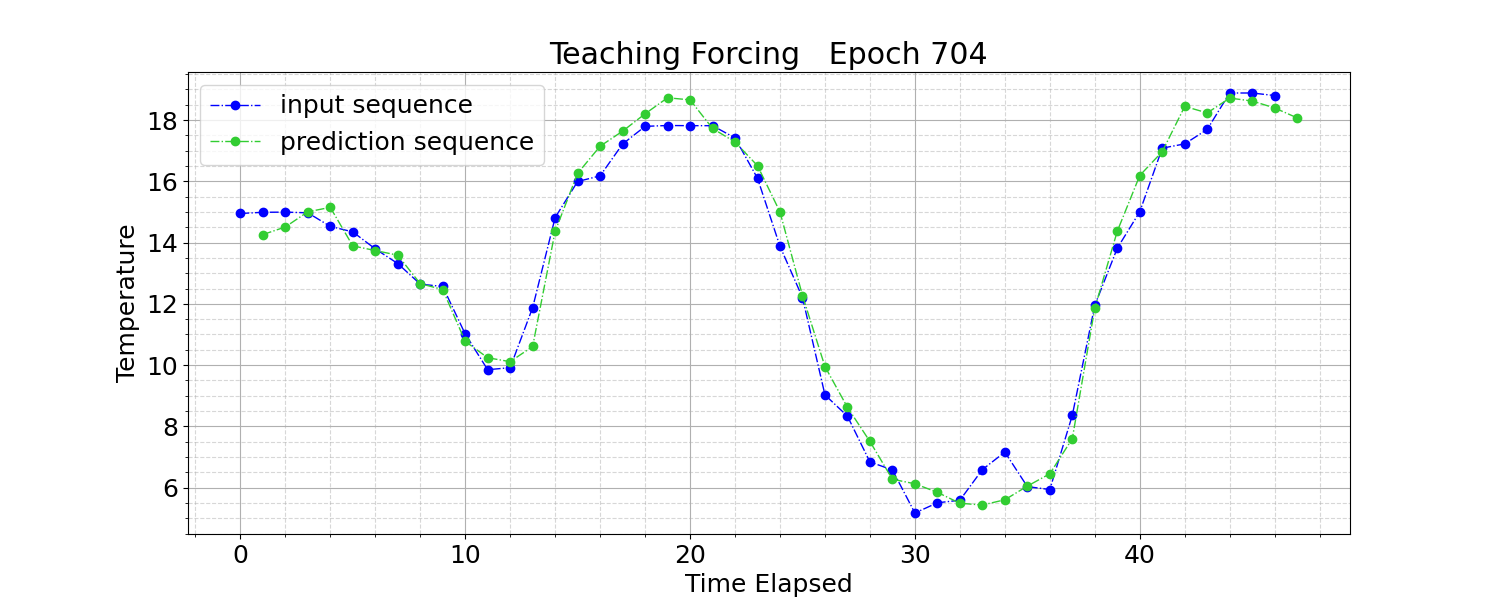 Teaching Forcing   Epoch 704
input sequence
prediction sequence
Temperature
18
16
14
12
10
8
6
0 10 20 30 40
Time Elapsed